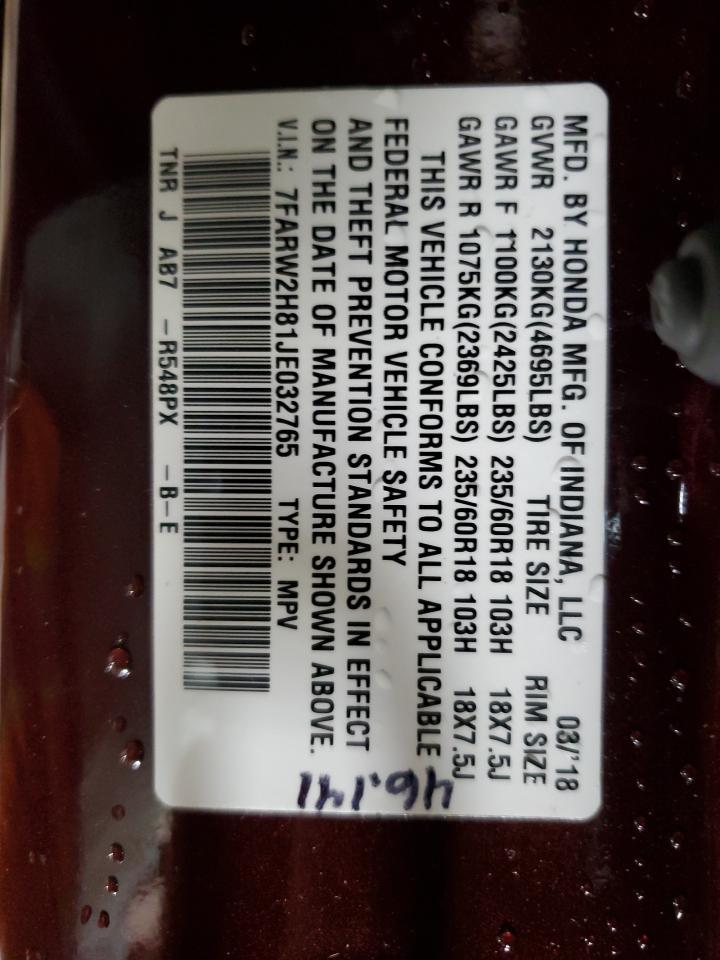 MFD. BY HONDA MFG. OF INDIANA, LLC 03/'18
GVWR 2130KG(4695LBS) TIRE SIZE RIM SIZE
GAWR F 1100KG(2425LBS) 235/60R18 103H 18X7.5J
GAWR R 1075KG(2369LBS) 235/60R18 103H 18X7.5J
THIS VEHICLE CONFORMS TO ALL APPLICABLE
FEDERAL MOTOR VEHICLE SAFETY
AND THEFT PREVENTION STANDARDS IN EFFECT
ON THE DATE OF MANUFACTURE SHOWN ABOVE.
V.I.N.: 7FARW2H81JE032765 TYPE: MPV
TNR J A87 -R548PX -B-E
46.141